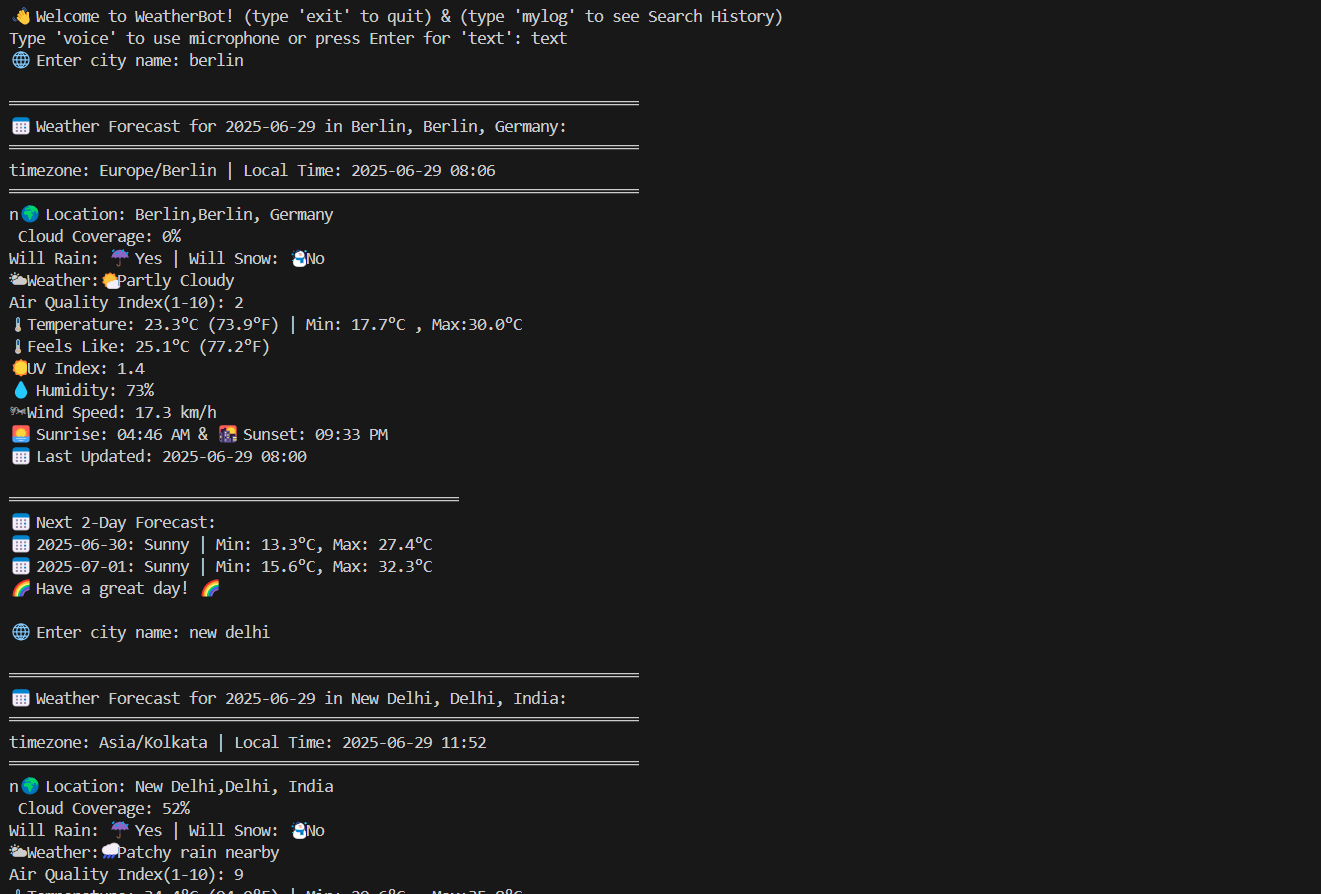 👋 Welcome to WeatherBot! (type 'exit' to quit) & (type 'mylog' to see Search History)
Type 'voice' to use microphone or press Enter for 'text': text
🌐 Enter city name: berlin
══════════════════════════════════════════════════════════════════════
📅 Weather Forecast for 2025-06-29 in Berlin, Berlin, Germany:
══════════════════════════════════════════════════════════════════════
timezone: Europe/Berlin | Local Time: 2025-06-29 08:06
══════════════════════════════════════════════════════════════════════
n🌍 Location: Berlin,Berlin, Germany
Cloud Coverage: 0%
Will Rain: ☔ Yes | Will Snow: ☃No
🌥Weather:⛅Partly Cloudy
Air Quality Index(1-10): 2
🌡Temperature: 23.3°C (73.9°F) | Min: 17.7°C , Max:30.0°C
🌡Feels Like: 25.1°C (77.2°F)
☀UV Index: 1.4
💧 Humidity: 73%
🌬Wind Speed: 17.3 km/h
🌅 Sunrise: 04:46 AM & 🌇 Sunset: 09:33 PM
📅 Last Updated: 2025-06-29 08:00
══════════════════════════════════════════════════
📅 Next 2-Day Forecast:
📅 2025-06-30: Sunny | Min: 13.3°C, Max: 27.4°C
📅 2025-07-01: Sunny | Min: 15.6°C, Max: 32.3°C
🌈 Have a great day! 🌈
🌐 Enter city name: new delhi
══════════════════════════════════════════════════════════════════════
📅 Weather Forecast for 2025-06-29 in New Delhi, Delhi, India:
══════════════════════════════════════════════════════════════════════
timezone: Asia/Kolkata | Local Time: 2025-06-29 11:52
══════════════════════════════════════════════════════════════════════
n🌍 Location: New Delhi,Delhi, India
Cloud Coverage: 52%
Will Rain: ☔ Yes | Will Snow: ☃No
🌥Weather:🌧Patchy rain nearby
Air Quality Index(1-10): 9